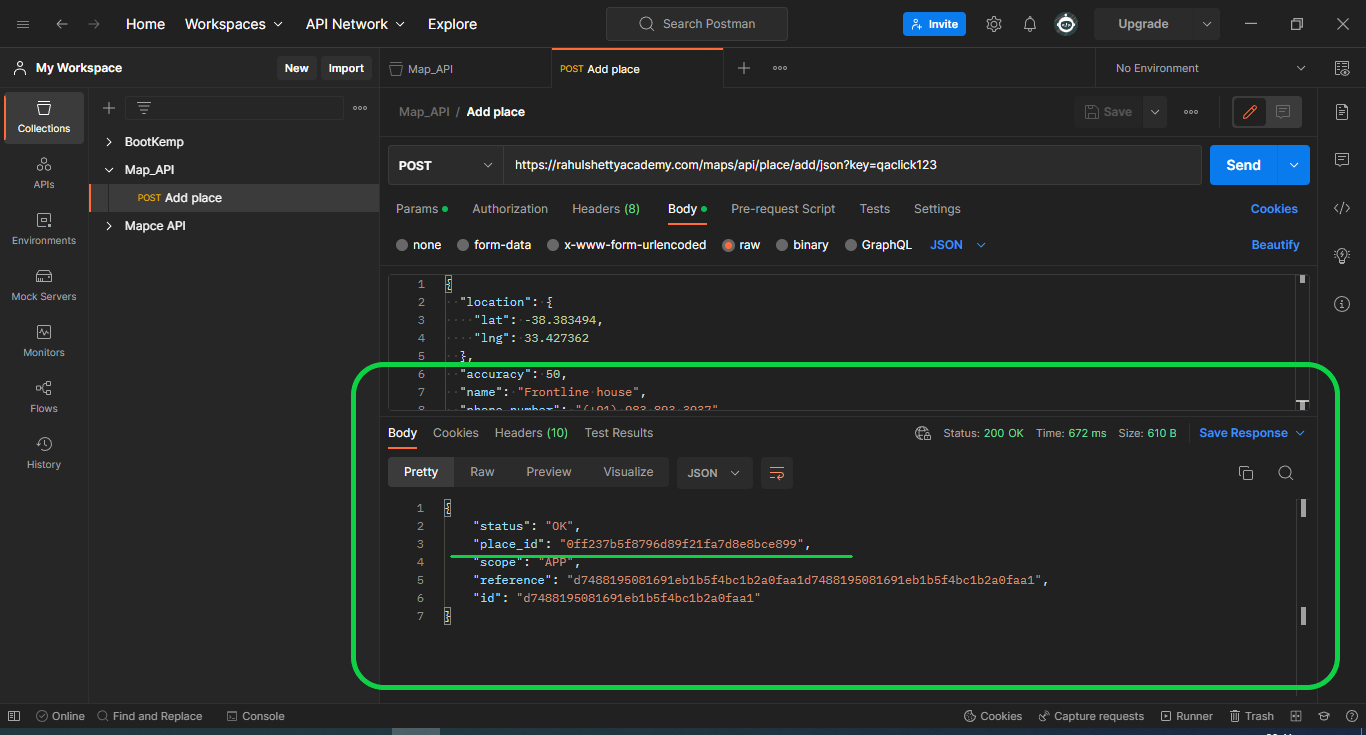 Home Workspaces API Network Explore Search Postman Invite Upgrade
My Workspace New Import Map_API POST Add place No Environment
Collections
APIs
Environments
Mock Servers
Monitors
Flows
History
BootKemp
Map_API
POST Add place
Mapce API
Map_API / Add place Save
POST https://rahulshettyacademy.com/maps/api/place/add/json?key=qaclick123 Send
Params Authorization Headers (8) Body Pre-request Script Tests Settings Cookies
none form-data x-www-form-urlencoded raw binary GraphQL JSON Beautify
1 {
2 "location": {
3 "lat": -38.383494,
4 "lng": 33.427362
5 },
6 "accuracy": 50,
7 "name": "Frontline house",
8 "phone_number": "(+91) 983 893 3937"
Body Cookies Headers (10) Test Results Status: 200 OK Time: 672 ms Size: 610 B Save Response
Pretty Raw Preview Visualize JSON
1 {
2 "status": "OK",
3 "place_id": "0ff237b5f8796d89f21fa7d8e8bce899",
4 "scope": "APP",
5 "reference": "d7488195081691eb1b5f4bc1b2a0faa1d7488195081691eb1b5f4bc1b2a0faa1",
6 "id": "d7488195081691eb1b5f4bc1b2a0faa1"
7 }
Online Find and Replace Console Cookies Capture requests Runner Trash